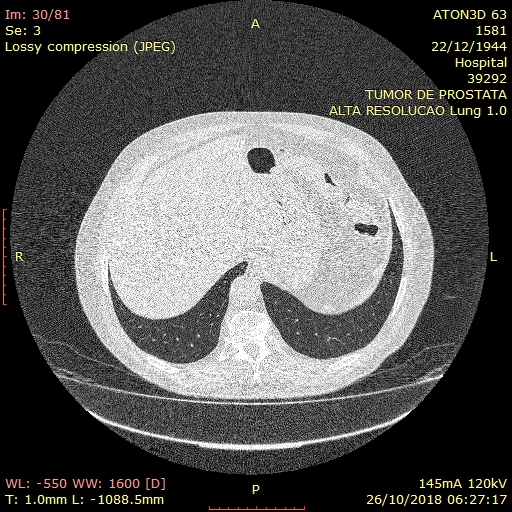 Im: 30/81
Se: 3
Lossy compression (JPEG)
A
ATON3D 63
1581
22/12/1944
Hospital
39292
TUMOR DE PROSTATA
ALTA RESOLUCAO Lung 1.0
R
L
WL: -550 WW: 1600 [D]
T: 1.0mm L: -1088.5mm
P
145mA 120kV
26/10/2018 06:27:17